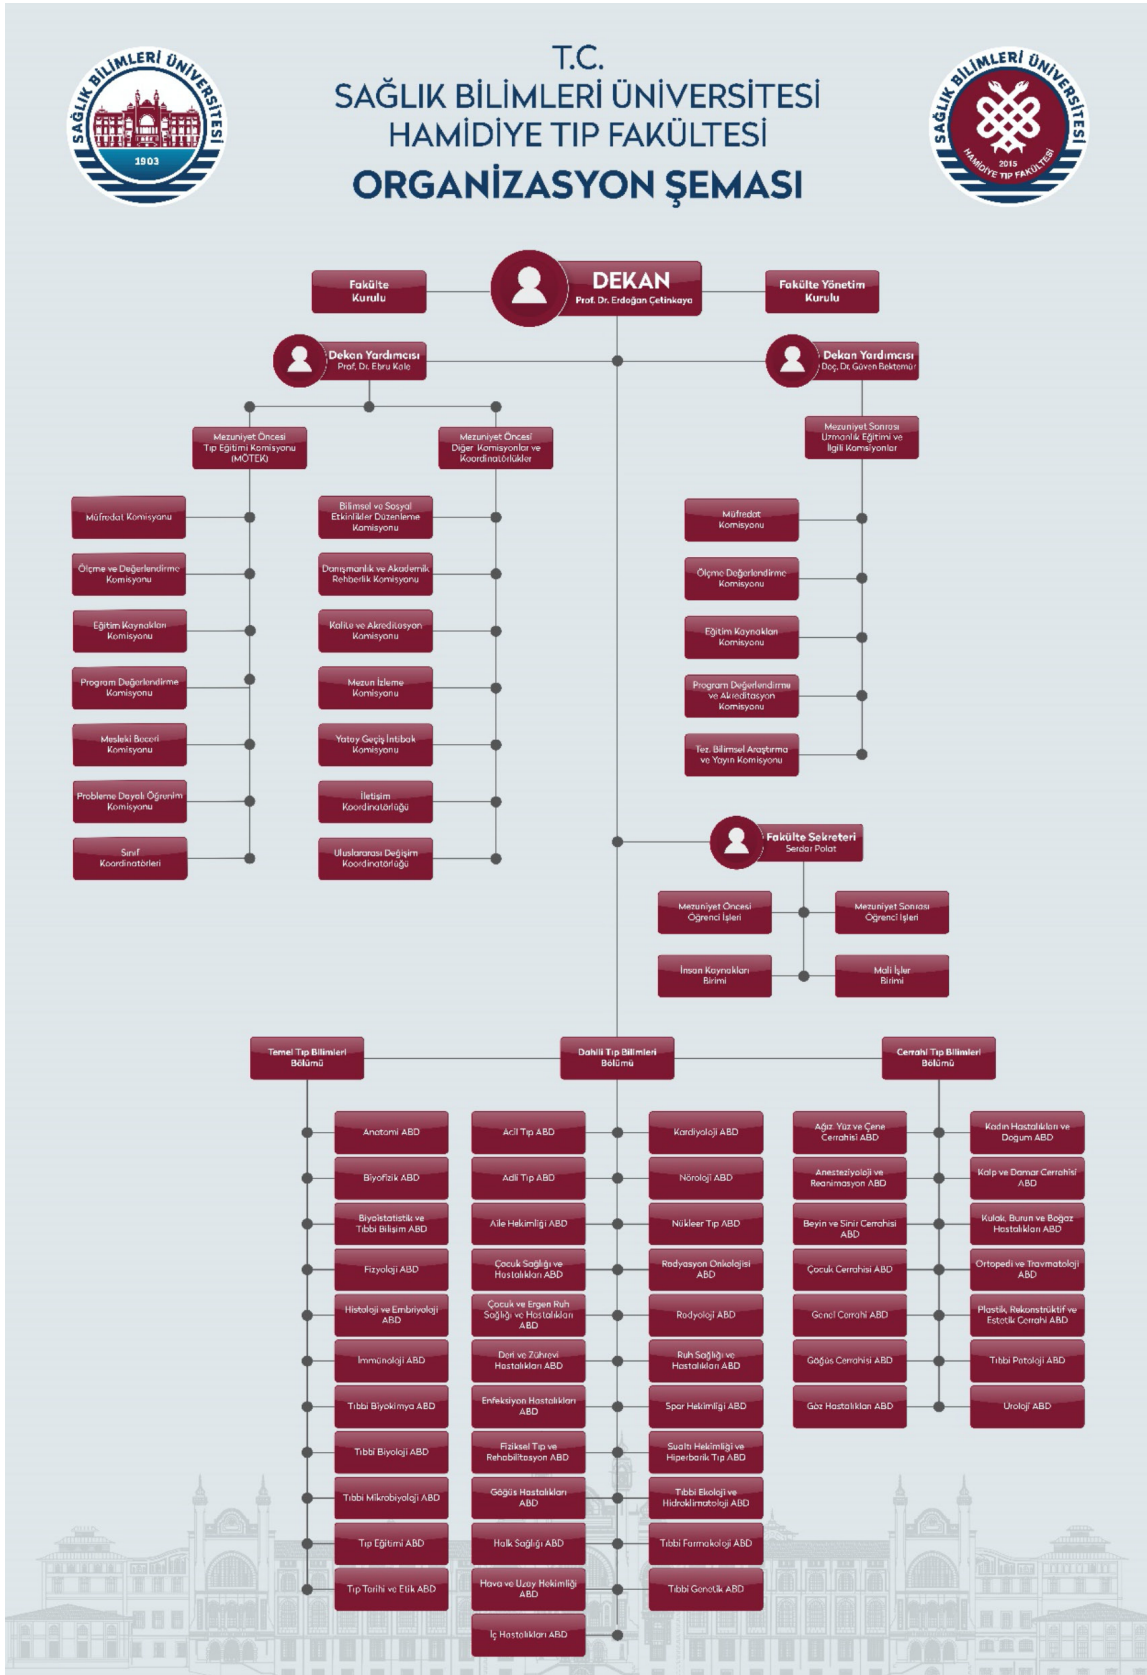 SAĞLIK BİLİMLERİ ÜNİVERSİTESİ
1903
T.C.
SAĞLIK BİLİMLERİ ÜNİVERSİTESİ
HAMİDİYE TIP FAKÜLTESİ
ORGANİZASYON ŞEMASI
SAĞLIK BİLİMLERİ ÜNİVERSİTESİ
2015
HAMİDİYE TIP FAKÜLTESİ
Fakülte
Kurulu
DEKAN
Prof. Dr. Erdoğan Çetinkaya
Fakülte Yönetim
Kurulu
Dekan Yardımcısı
Prof. Dr. Ebru Kale
Dekan Yardımcısı
Doç. Dr. Güven Bektemür
Mezuniyet Öncesi
Tıp Eğitimi Komisyonu
(MÖTEK)
Mezuniyet Öncesi
Diğer Komisyonlar ve
Koordinatörlükler
Mezuniyet Sonrası
Uzmanlık Eğitimi ve
İlgili Komsiyonlar
Müfredat Komisyonu
Ölçme ve Değerlendirme
Komisyonu
Eğitim Kaynakları
Komisyonu
Program Değerlendirme
Komisyonu
Mesleki Beceri
Komisyonu
Probleme Dayalı Öğrenim
Komisyonu
Sınıf
Koordinatörleri
Bilimsel ve Sosyal
Etkinlikler Düzenleme
Komisyonu
Danışmanlık ve Akademik
Rehberlik Komisyonu
Kalite ve Akreditasyon
Komisyonu
Mezun İzleme
Komisyonu
Yatay Geçiş İntibak
Komisyonu
İletişim
Koordinatörlüğü
Uluslararası Değişim
Koordinatörlüğü
Müfredat
Komisyonu
Ölçme Değerlendirme
Komisyonu
Eğitim Kaynakları
Komisyonu
Program Değerlendirme
ve Akreditasyon
Komisyonu
Tez, Bilimsel Araştırma
ve Yayın Komisyonu
Fakülte Sekreteri
Serdar Polat
Mezuniyet Öncesi
Öğrenci İşleri
Mezuniyet Sonrası
Öğrenci İşleri
İnsan Kaynakları
Birimi
Mali İşler
Birimi
Temel Tıp Bilimleri
Bölümü
Dahili Tıp Bilimleri
Bölümü
Cerrahi Tıp Bilimleri
Bölümü
Anatomi ABD
Biyofizik ABD
Biyoistatistik ve
Tıbbi Bilişim ABD
Fizyoloji ABD
Histoloji ve Embriyoloji
ABD
İmmünoloji ABD
Tıbbi Biyokimya ABD
Tıbbi Biyoloji ABD
Tıbbi Mikrobiyoloji ABD
Tıp Eğitimi ABD
Tıp Tarihi ve Etik ABD
Acil Tıp ABD
Adli Tıp ABD
Aile Hekimliği ABD
Çocuk Sağlığı ve
Hastalıkları ABD
Çocuk ve Ergen Ruh
Sağlığı ve Hastalıkları
ABD
Deri ve Zührevi
Hastalıkları ABD
Enfeksiyon Hastalıkları
ABD
Fiziksel Tıp ve
Rehabilitasyon ABD
Göğüs Hastalıkları
ABD
Halk Sağlığı ABD
Hava ve Uzay Hekimliği
ABD
İç Hastalıkları ABD
Kardiyoloji ABD
Nöroloji ABD
Nükleer Tıp ABD
Radyasyon Onkolojisi
ABD
Radyoloji ABD
Ruh Sağlığı ve
Hastalıkları ABD
Spor Hekimliği ABD
Sualtı Hekimliği ve
Hiperbarik Tıp ABD
Tıbbi Ekoloji ve
Hidroklimatoloji ABD
Tıbbi Farmakoloji ABD
Tıbbi Genetik ABD
Ağız, Yüz ve Çene
Cerrahisi ABD
Anesteziyoloji ve
Reanimasyon ABD
Beyin ve Sinir Cerrahisi
ABD
Çocuk Cerrahisi ABD
Genel Cerrahi ABD
Göğüs Cerrahisi ABD
Göz Hastalıkları ABD
Kadın Hastalıkları ve
Doğum ABD
Kalp ve Damar Cerrahisi
ABD
Kulak, Burun ve Boğaz
Hastalıkları ABD
Ortopedi ve Travmatoloji
ABD
Plastik, Rekonstrüktif ve
Estetik Cerrahi ABD
Tıbbi Patoloji ABD
Üroloji ABD